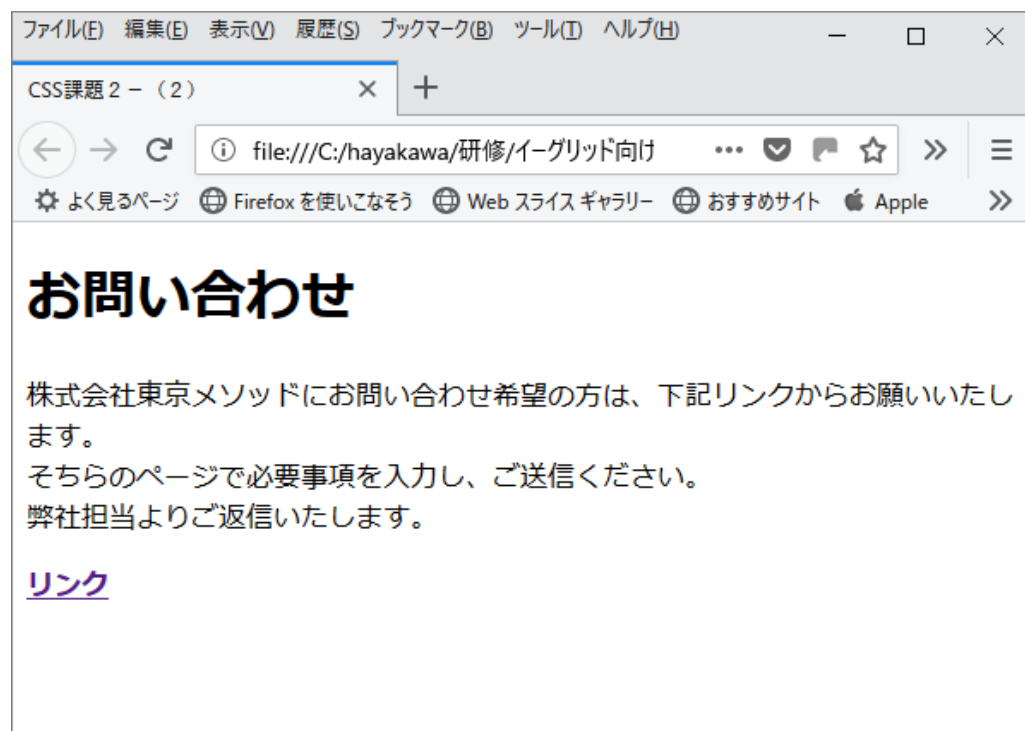 ファイル(F) 編集(E) 表示(V) 履歴(S) ブックマーク(B) ツール(T) ヘルプ(H)
CSS課題２－（２）
file:///C:/hayakawa/研修/イーグリッド向け
よく見るページ Firefox を使いこなそう Web スライス ギャラリー おすすめサイト Apple
お問い合わせ
株式会社東京メソッドにお問い合わせ希望の方は、下記リンクからお願いいたし
ます。
そちらのページで必要事項を入力し、ご送信ください。
弊社担当よりご返信いたします。
リンク